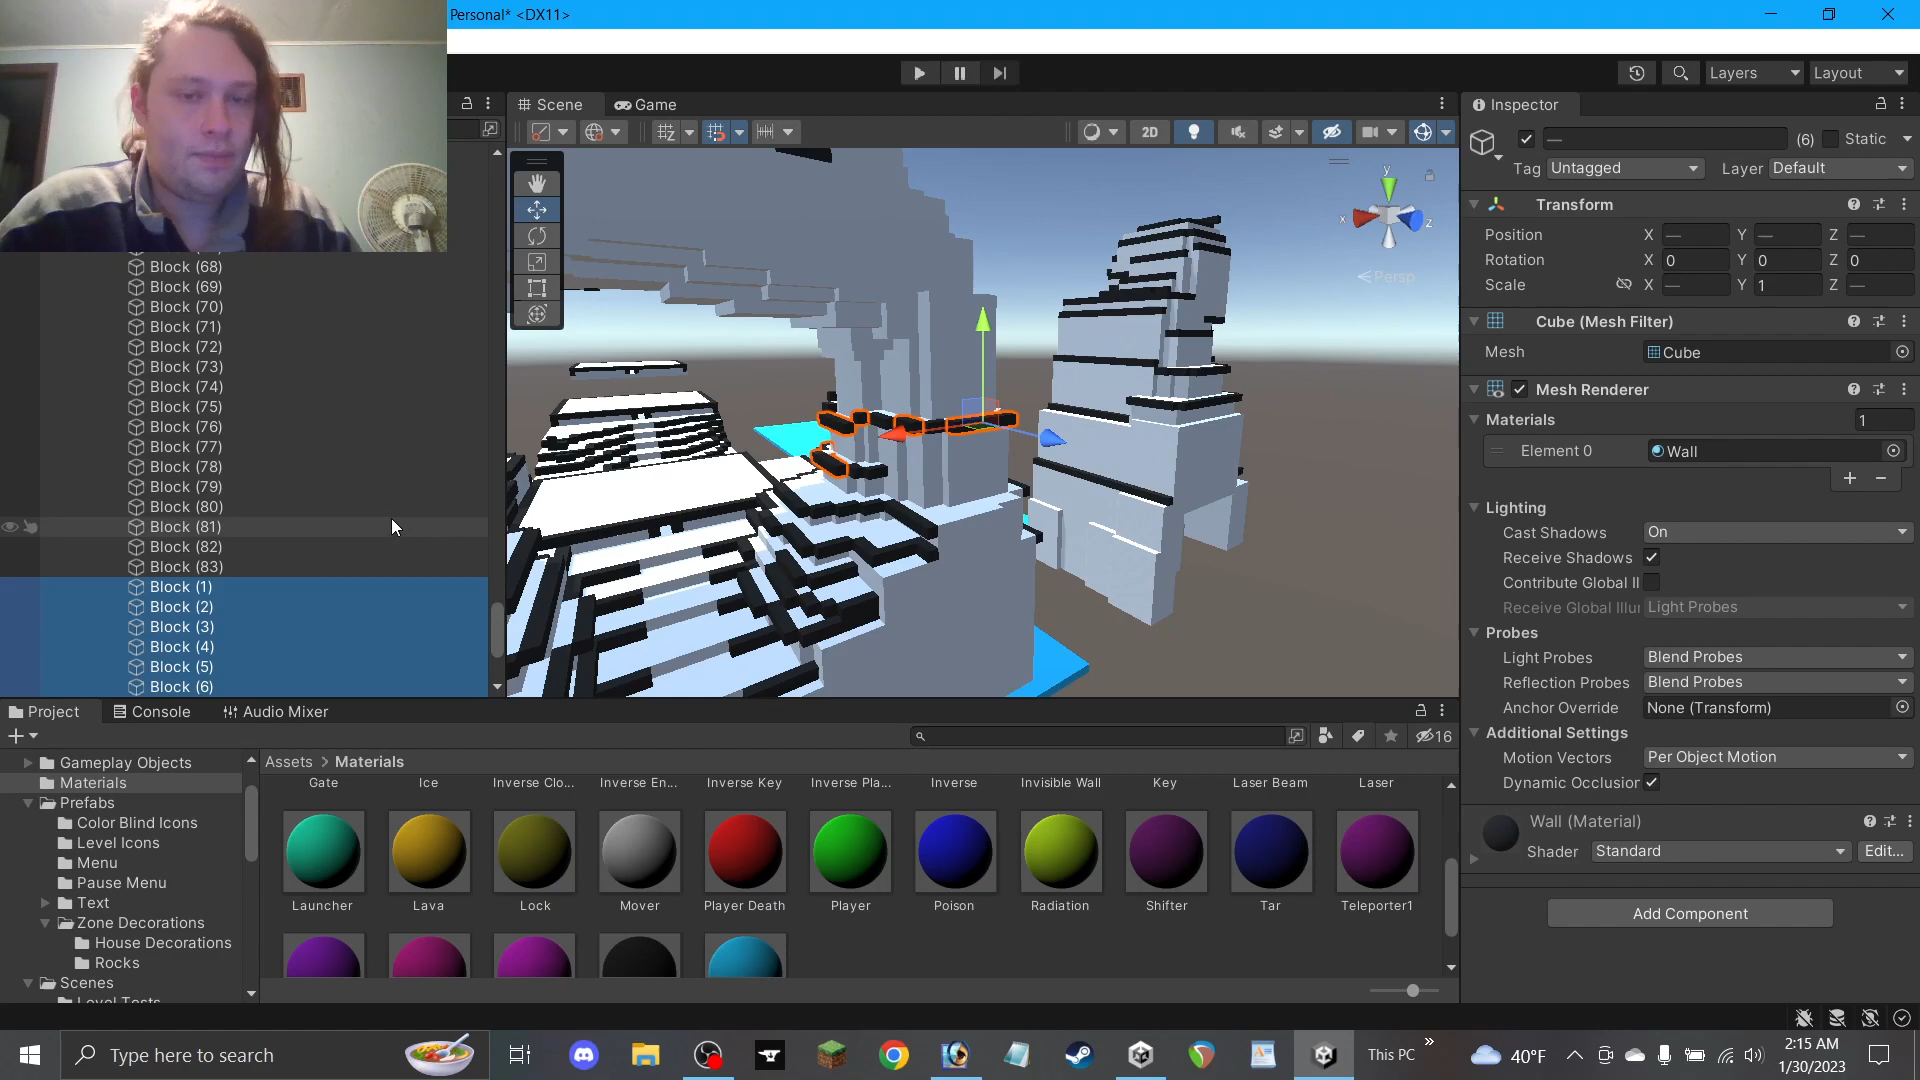 Personal* <DX11>
Layers
Layout
Scene
Game
2D
y
x
z
Persp
Inspector
—
(6)
Static
Tag Untagged
Layer Default
Transform
Position X — Y — Z —
Rotation X 0 Y 0 Z 0
Scale X — Y 1 Z —
Cube (Mesh Filter)
Mesh Cube
Mesh Renderer
Materials 1
Element 0 Wall
Lighting
Cast Shadows On
Receive Shadows
Contribute Global Il
Receive Global Illu Light Probes
Probes
Light Probes Blend Probes
Reflection Probes Blend Probes
Anchor Override None (Transform)
Additional Settings
Motion Vectors Per Object Motion
Dynamic Occlusion
Wall (Material)
Shader Standard Edit...
Add Component
Block (68)
Block (69)
Block (70)
Block (71)
Block (72)
Block (73)
Block (74)
Block (75)
Block (76)
Block (77)
Block (78)
Block (79)
Block (80)
Block (81)
Block (82)
Block (83)
Block (1)
Block (2)
Block (3)
Block (4)
Block (5)
Block (6)
Project
Console
Audio Mixer
16
Gameplay Objects
Materials
Prefabs
Color Blind Icons
Level Icons
Menu
Pause Menu
Text
Zone Decorations
House Decorations
Rocks
Scenes
Level Tests
Assets > Materials
Gate Ice Inverse Clo... Inverse En... Inverse Key Inverse Pla... Inverse Invisible Wall Key Laser Beam Laser
Launcher Lava Lock Mover Player Death Player Poison Radiation Shifter Tar Teleporter1
Type here to search
This PC
40°F
2:15 AM
1/30/2023